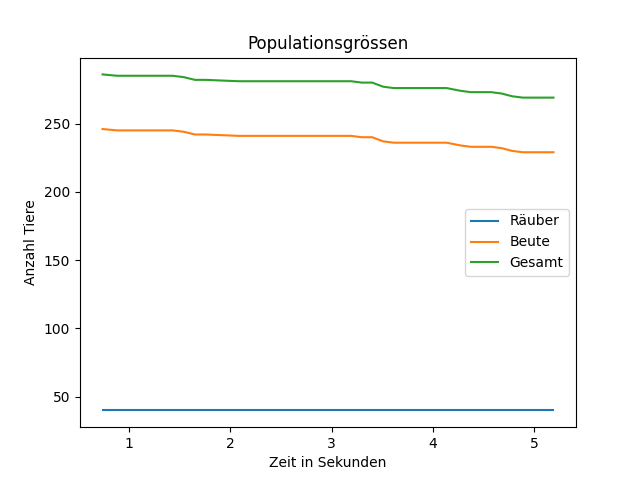 Populationsgrössen
Anzahl Tiere
250
200
150
100
50
Räuber
Beute
Gesamt
1 2 3 4 5
Zeit in Sekunden